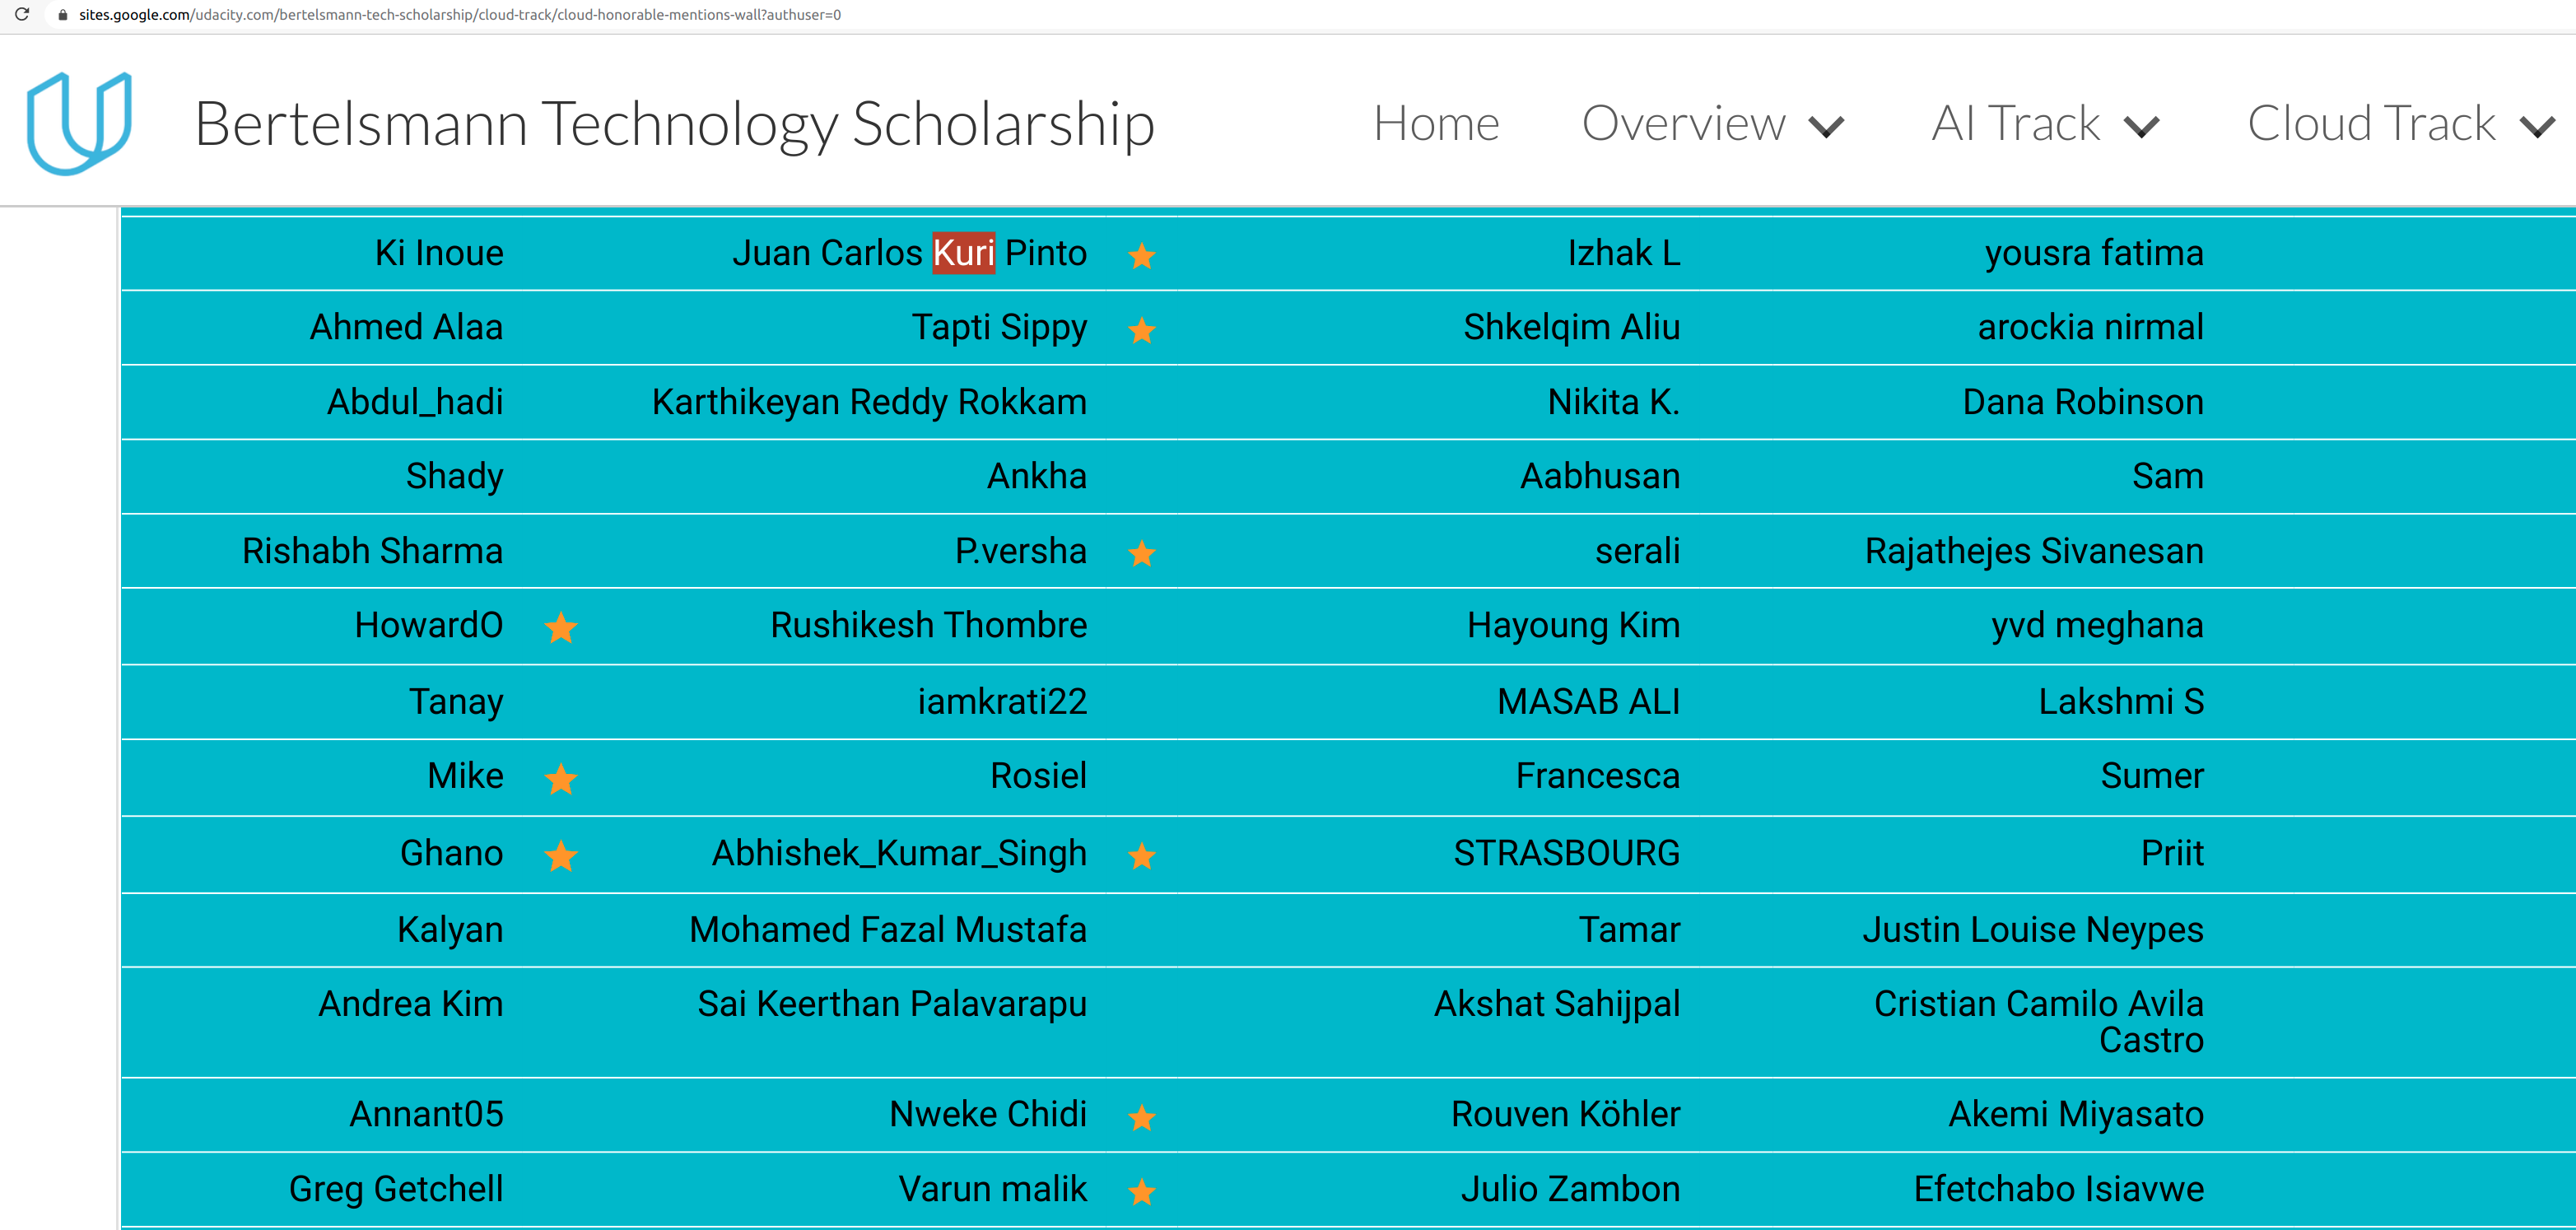 sites.google.com/udacity.com/bertelsmann-tech-scholarship/cloud-track/cloud-honorable-mentions-wall?authuser=0
Bertelsmann Technology Scholarship Home Overview AI Track Cloud Track
Ki Inoue Juan Carlos Kuri Pinto Izhak L yousra fatima
Ahmed Alaa Tapti Sippy Shkelqim Aliu arockia nirmal
Abdul_hadi Karthikeyan Reddy Rokkam Nikita K. Dana Robinson
Shady Ankha Aabhusan Sam
Rishabh Sharma P.versha serali Rajathejes Sivanesan
HowardO Rushikesh Thombre Hayoung Kim yvd meghana
Tanay iamkrati22 MASAB ALI Lakshmi S
Mike Rosiel Francesca Sumer
Ghano Abhishek_Kumar_Singh STRASBOURG Priit
Kalyan Mohamed Fazal Mustafa Tamar Justin Louise Neypes
Andrea Kim Sai Keerthan Palavarapu Akshat Sahijpal Cristian Camilo Avila
Castro
Annant05 Nweke Chidi Rouven Köhler Akemi Miyasato
Greg Getchell Varun malik Julio Zambon Efetchabo Isiavwe